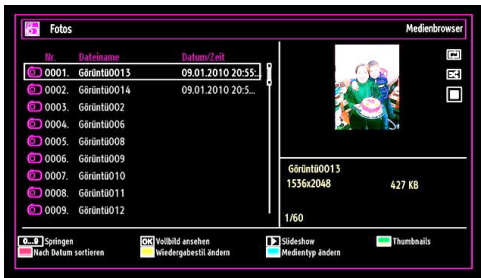 Fotos Medienbrowser
Nr. Dateiname Datum/Zeit
0001. Görüntü0013 09.01.2010 20:55:..
0002. Görüntü0014 09.01.2010 20:5...
0003. Görüntü002
0004. Görüntü006
0005. Görüntü008
0006. Görüntü009
0007. Görüntü010
0008. Görüntü011
0009. Görüntü012
Görüntü0013
1536x2048 427 KB
1/60
0...9 Springen OK Vollbild ansehen Slideshow Thumbnails
Nach Datum sortieren Wiedergabestil ändern Medientyp ändern